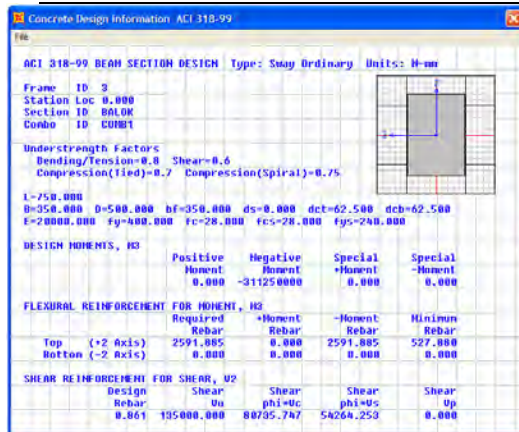 Concrete Design Information ACI 318-99
File
ACI 318-99 BEAM SECTION DESIGN Type: Sway Ordinary Units: N-mm
Frame ID 3
Station Loc 0.000
Section ID BALOK
Combo ID COMB1
Understrength Factors
Bending/Tension=0.8 Shear=0.6
Compression(Tied)=0.7 Compression(Spiral)=0.75
L=750.000
B=350.000 D=500.000 bf=350.000 ds=0.000 dct=62.500 dcb=62.500
E=20000.000 fy=400.000 fc=28.000 fcs=28.000 fys=240.000
DESIGN MOMENTS, M3
Positive Negative Special Special
Moment Moment +Moment -Moment
0.000 -311250000 0.000 0.000
FLEXURAL REINFORCEMENT FOR MOMENT, M3
Required +Moment -Moment Minimum
Rebar Rebar Rebar Rebar
Top (+2 Axis) 2591.885 0.000 2591.885 527.880
Bottom (-2 Axis) 0.000 0.000 0.000 0.000
SHEAR REINFORCEMENT FOR SHEAR, V2
Design Shear Shear Shear Shear
Rebar Vu phi*Vc phi*Vs Vp
0.861 135000.000 80735.747 54264.253 0.000